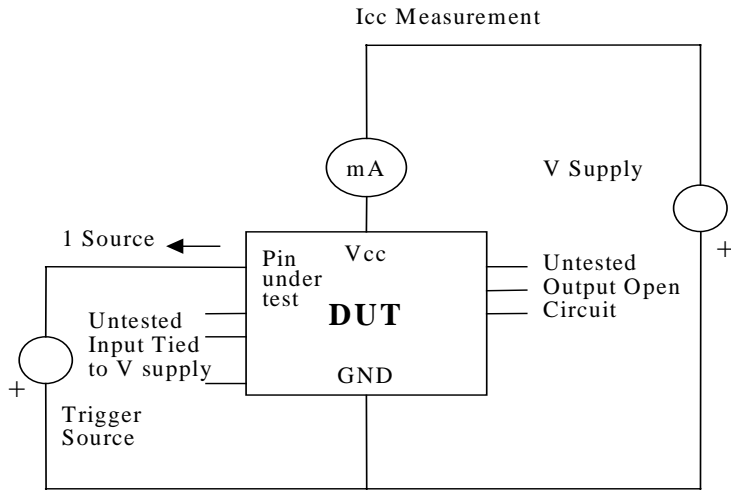 Icc Measurement
mA
V Supply
+
1 Source
Vcc
Pin
under
test
Untested
Output Open
Circuit
DUT
Untested
Input Tied
to V supply
+
GND
Trigger
Source